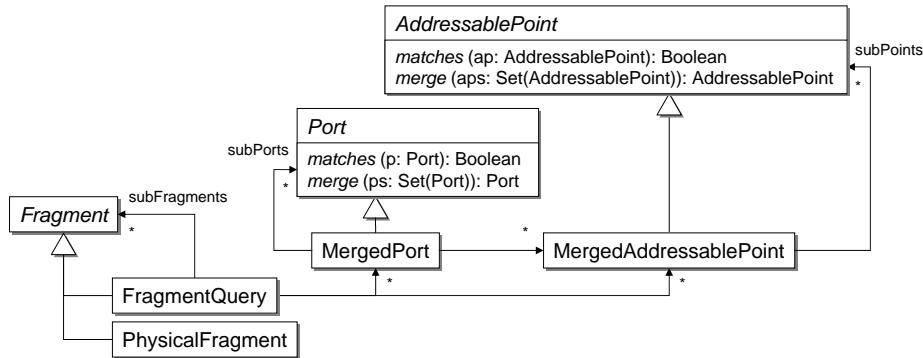 AddressablePoint
matches (ap: AddressablePoint): Boolean
merge (aps: Set(AddressablePoint)): AddressablePoint
subPoints
*
Port
matches (p: Port): Boolean
merge (ps: Set(Port)): Port
subPorts
*
Fragment
subFragments
*
MergedPort
*
MergedAddressablePoint
FragmentQuery
*
*
PhysicalFragment